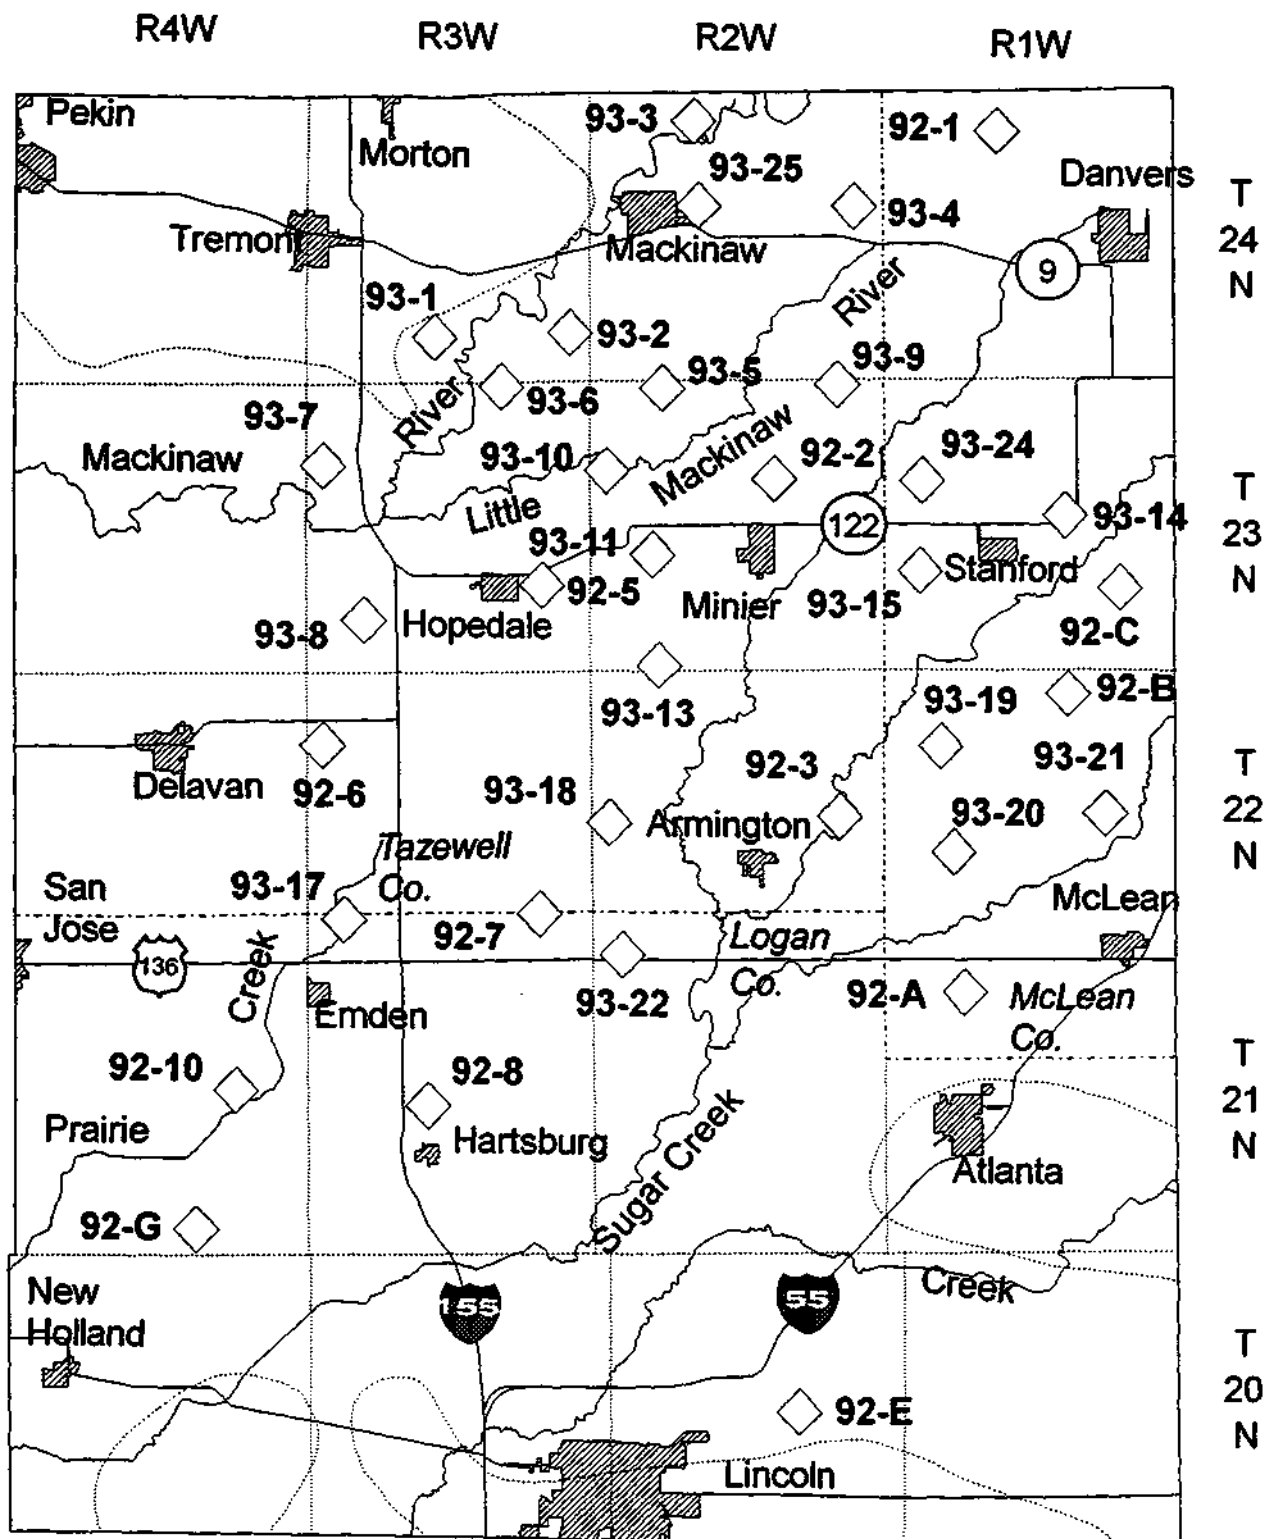 R4W
R3W
R2W
R1W
Pekin
Morton
93-3
92-1
93-25
Danvers
T
24
N
93-4
Tremont
Mackinaw
9
93-1
River
93-2
93-5
93-9
93-7
River
93-6
Mackinaw
93-10
Mackinaw
92-2
93-24
T
23
N
Little
122
93-14
93-11
92-5
Stanford
Hopedale
Minier
93-15
93-8
92-C
93-13
93-19
92-B
93-21
92-3
T
22
N
Delavan
92-6
93-18
Armington
93-20
Tazewell
Co.
San
Jose
93-17
McLean
92-7
Logan
Co.
136
Creek
Emden
93-22
92-A
McLean
Co.
92-10
92-8
T
21
N
Prairie
Hartsburg
Sugar Creek
Atlanta
92-G
New
Holland
155
55
Creek
T
20
N
92-E
Lincoln